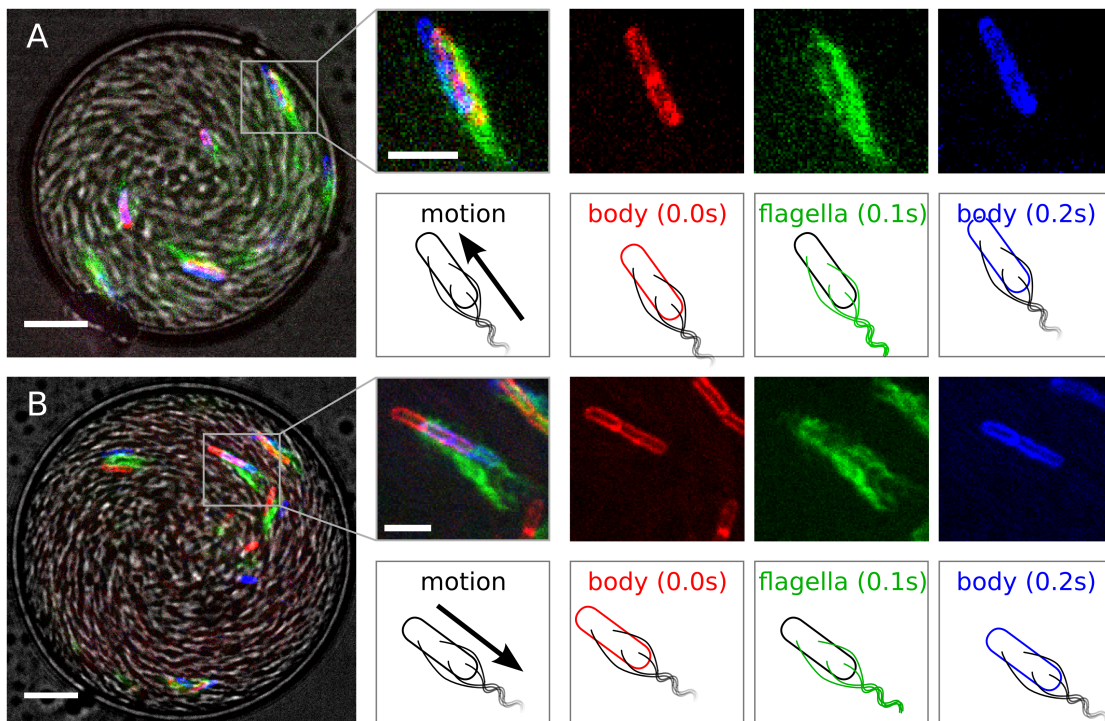 A
motion
body (0.0s)
flagella (0.1s)
body (0.2s)
B
motion
body (0.0s)
flagella (0.1s)
body (0.2s)